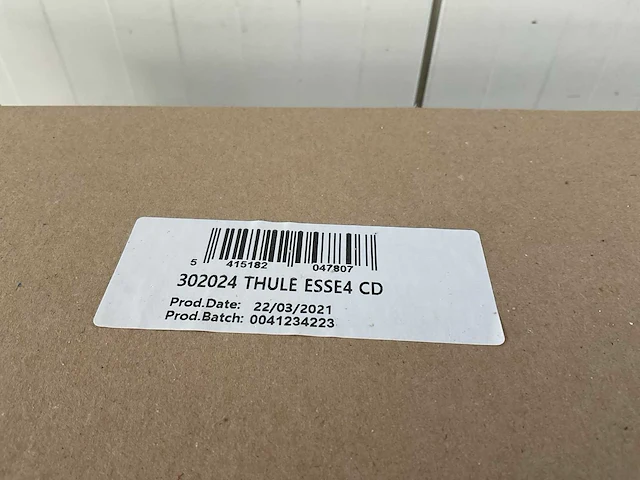 5 415182 047807
302024 THULE ESSE4 CD
Prod.Date: 22/03/2021
Prod.Batch: 0041234223